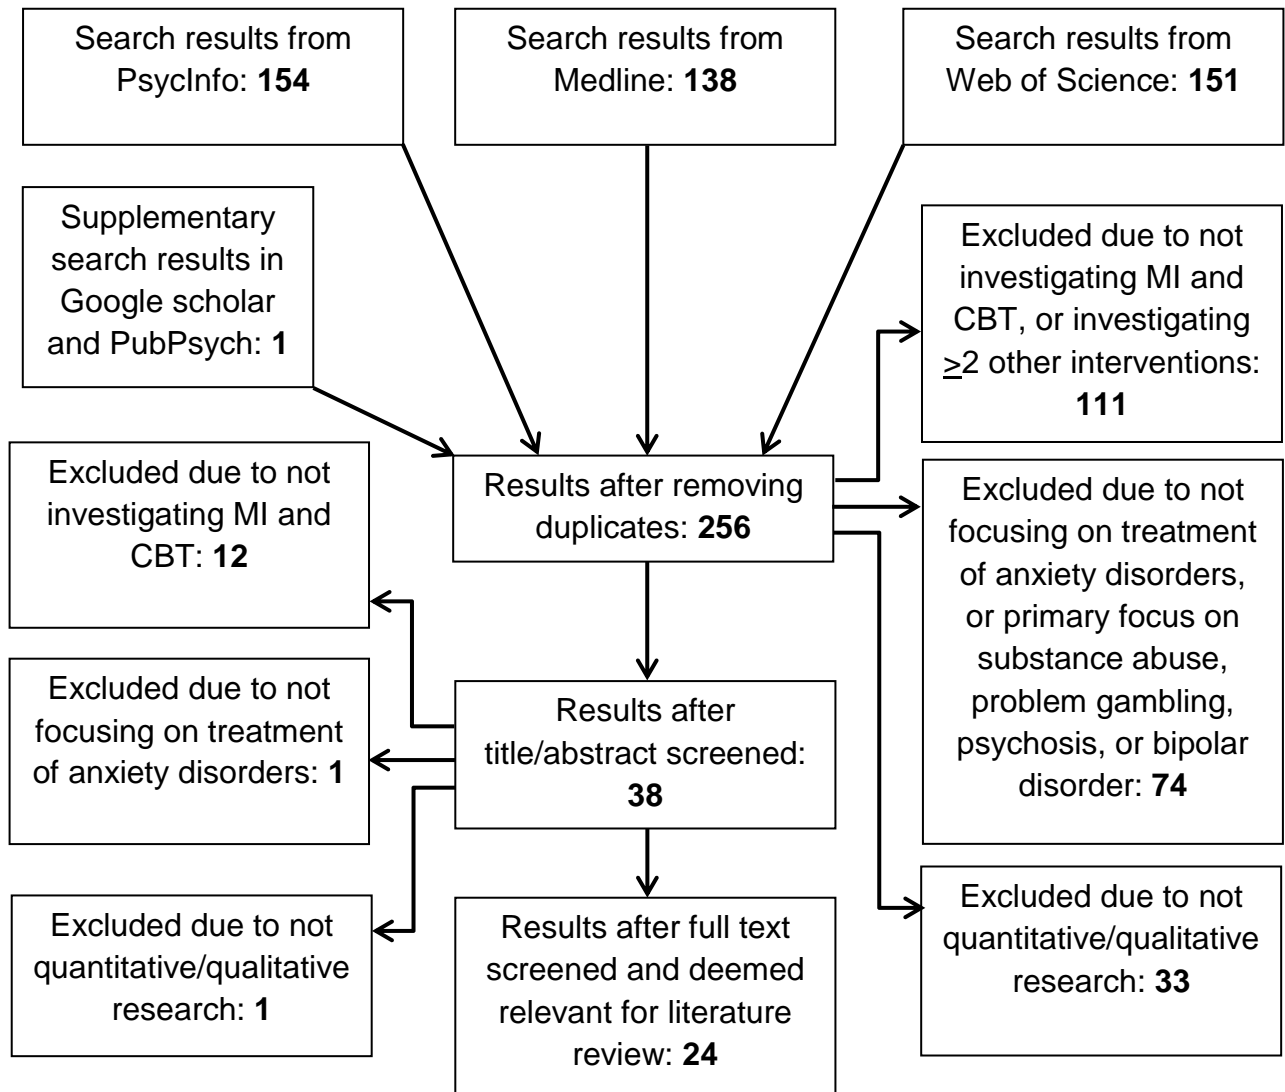 Search results from
PsycInfo: 154
Search results from
Medline: 138
Search results from
Web of Science: 151
Supplementary
search results in
Google scholar
and PubPsych: 1
Excluded due to not
investigating MI and
CBT, or investigating
≥2 other interventions:
111
Results after removing
duplicates: 256
Excluded due to not
investigating MI and
CBT: 12
Excluded due to not
focusing on treatment
of anxiety disorders,
or primary focus on
substance abuse,
problem gambling,
psychosis, or bipolar
disorder: 74
Excluded due to not
focusing on treatment
of anxiety disorders: 1
Results after
title/abstract screened:
38
Excluded due to not
quantitative/qualitative
research: 1
Results after full text
screened and deemed
relevant for literature
review: 24
Excluded due to not
quantitative/qualitative
research: 33